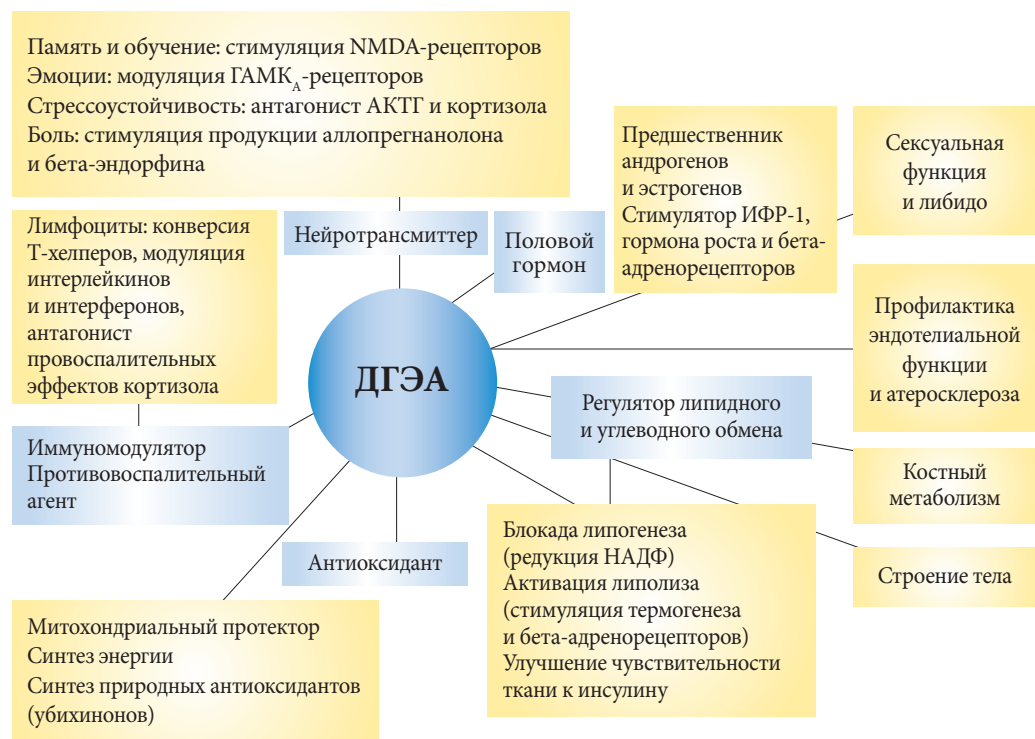 Память и обучение: стимуляция NMDA-рецепторов
Эмоции: модуляция ГАМКA-рецепторов
Стрессоустойчивость: антагонист АКТГ и кортизола
Боль: стимуляция продукции аллопрегнанолона
и бета-эндорфина
Нейротрансмиттер
Половой
гормон
Предшественник
андрогенов
и эстрогенов
Стимулятор ИФР-1,
гормона роста и бета-
адренорецепторов
Сексуальная
функция
и либидо
Лимфоциты: конверсия
Т-хелперов, модуляция
интерлейкинов
и интерферонов,
антагонист
провоспалительных
эффектов кортизола
ДГЭА
Профилактика
эндотелиальной
функции
и атеросклероза
Регулятор липидного
и углеводного обмена
Иммуномодулятор
Противовоспалительный
агент
Костный
метаболизм
Антиоксидант
Блокада липогенеза
(редукция НАДФ)
Активация липолиза
(стимуляция термогенеза
и бета-адренорецепторов)
Улучшение чувствительности
ткани к инсулину
Строение тела
Митохондриальный протектор
Синтез энергии
Синтез природных антиоксидантов
(убихинонов)